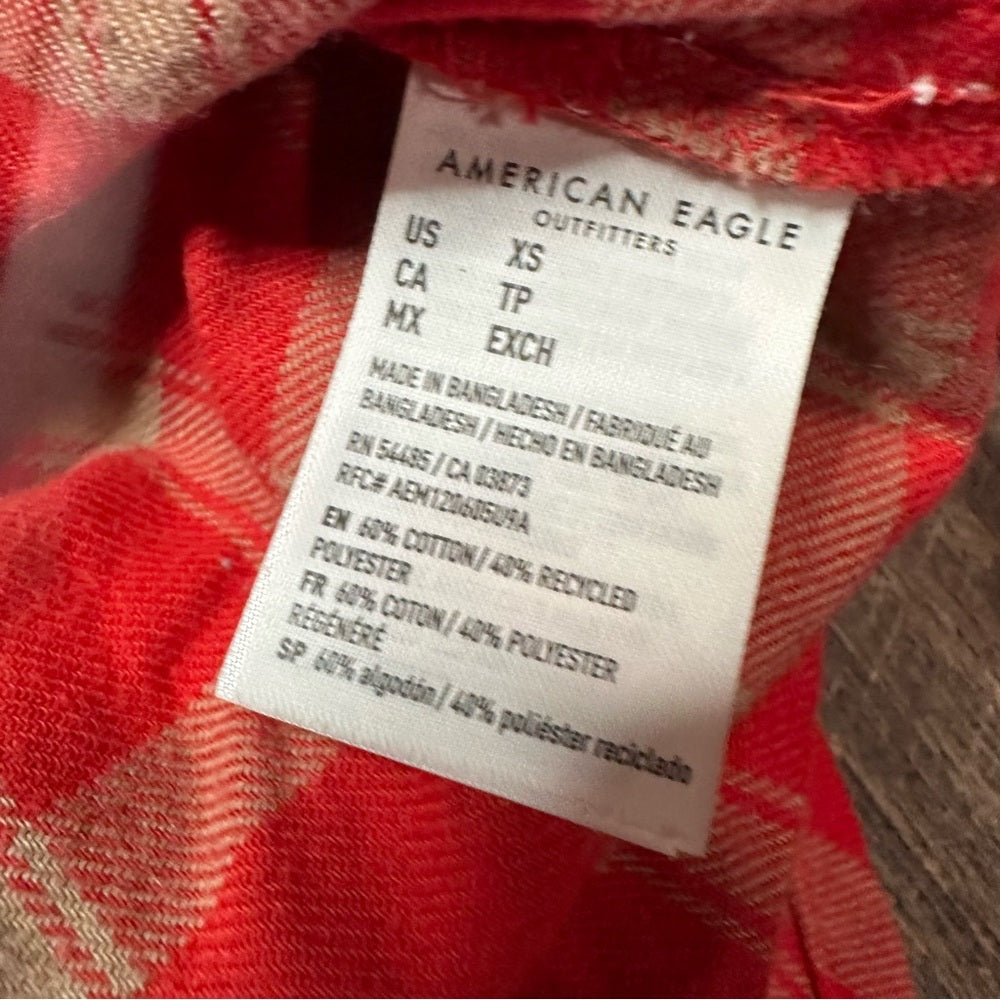 AMERICAN EAGLE
OUTFITTERS
US XS
CA TP
MX EXCH
MADE IN BANGLADESH / FABRIQUÉ AU
BANGLADESH / HECHO EN BANGLADESH
RN 54485 / CA 03873
RFC# AEM120605U9A
EN 60% COTTON/ 40% RECYCLED
POLYESTER
FR 60% COTON/ 40% POLYESTER
RÉGÉNÉRÉ
SP 60% algodón/ 40% poliéster reciclado